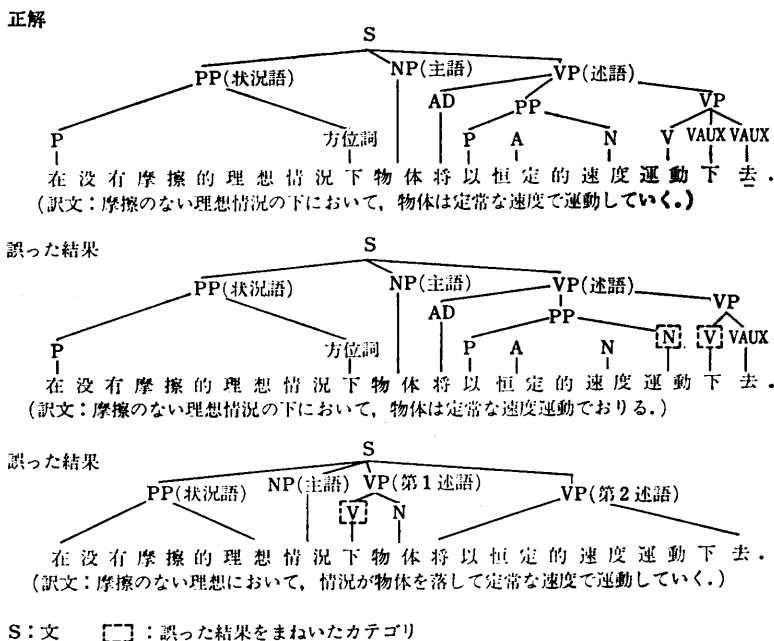 正解
S
PP(状況語) NP(主語) VP(述語)
AD PP VP
P 方位詞 P A N V VAUX VAUX
在没有摩擦的理想情況下物体将以恒定的速度運動下去.
(訳文:摩擦のない理想情況の下において,物体は定常な速度で運動していく.)
誤った結果
S
PP(状況語) NP(主語) VP(述語)
AD PP VP
P 方位詞 P A N N V VAUX
在没有摩擦的理想情況下物体将以恒定的速度運動下去.
(訳文:摩擦のない理想情況の下において,物体は定常な速度運動でおりる.)
誤った結果
S
PP(状況語) NP(主語) VP(第1述語) VP(第2述語)
V N
在没有摩擦的理想情況下物体将以恒定的速度運動下去.
(訳文:摩擦のない理想において,情況が物体を落して定常な速度で運動していく.)
S:文 :誤った結果をまねいたカテゴリ